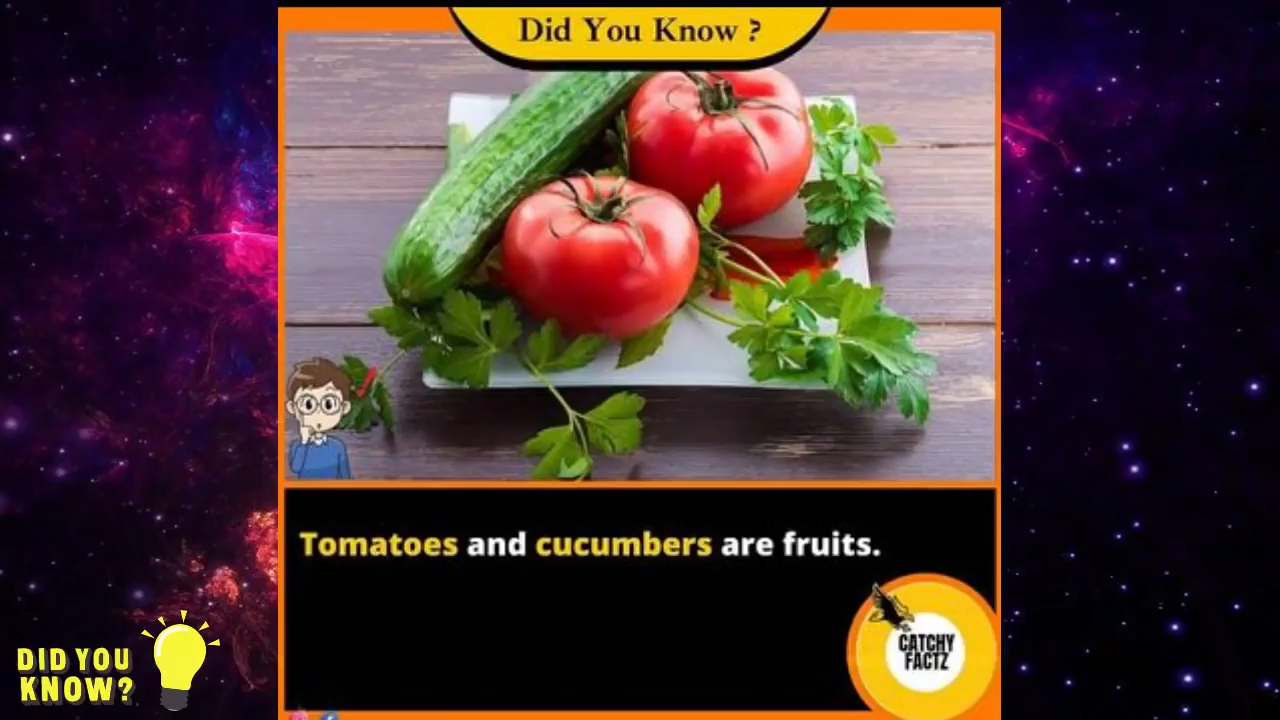 Did You Know ?
Tomatoes and cucumbers are fruits.
CATCHY
FACTZ
DID YOU
KNOW?